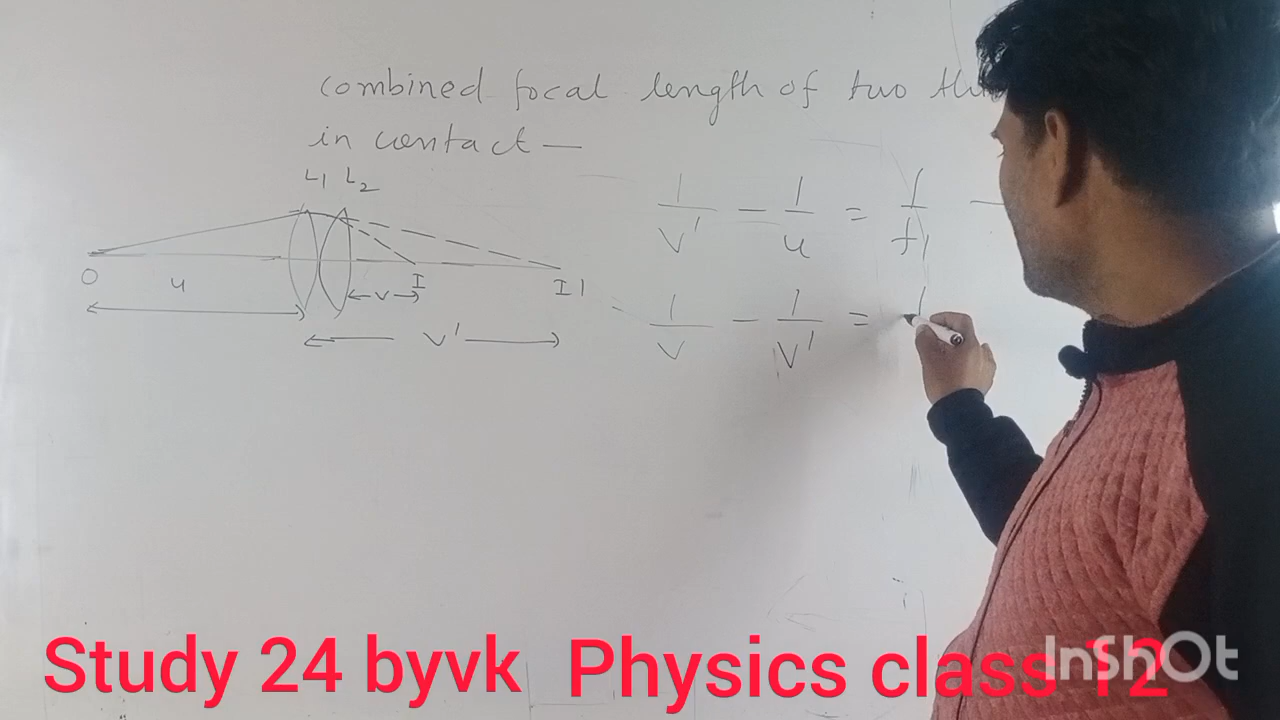 combined focal length of two
in contact —
L1 L2
1/v' - 1/u = 1/f1 —
O u v I I1
v'
1/v - 1/v' = 1
Study 24 byvk Physics class 12
InShOt